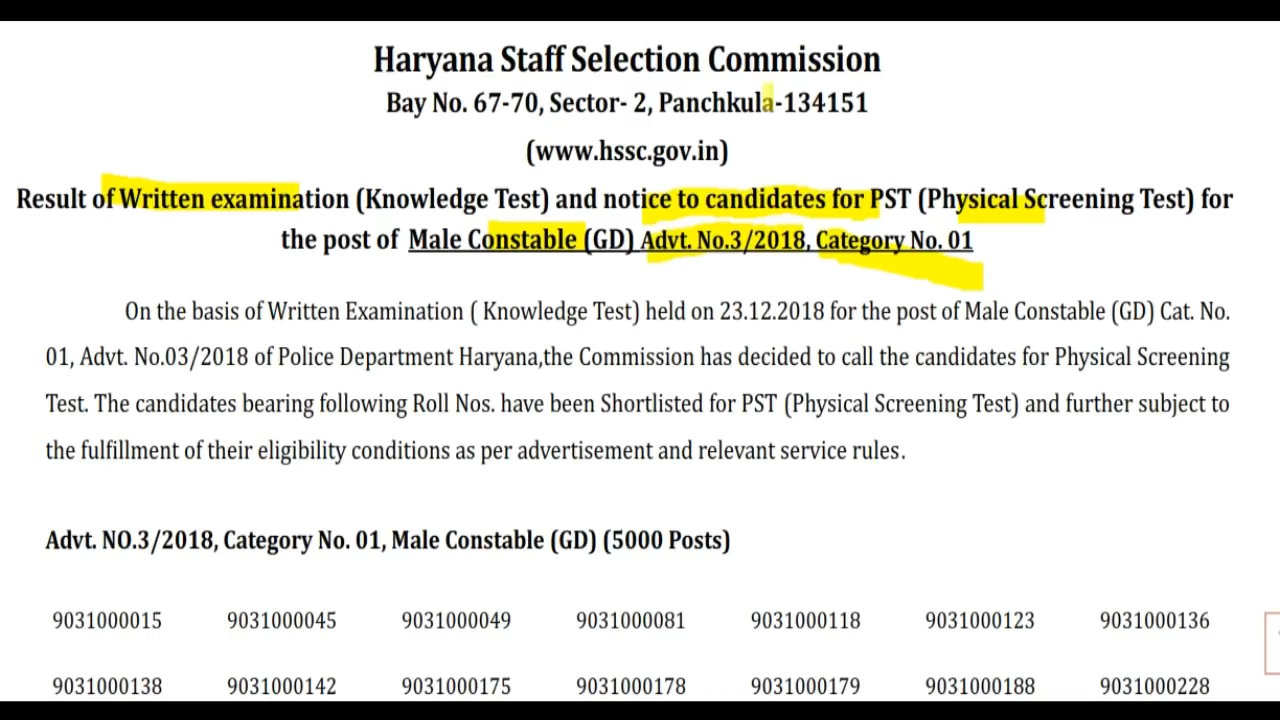 Haryana Staff Selection Commission
Bay No. 67-70, Sector- 2, Panchkula-134151
(www.hssc.gov.in)
Result of Written examination (Knowledge Test) and notice to candidates for PST (Physical Screening Test) for
the post of Male Constable (GD) Advt. No.3/2018, Category No. 01
On the basis of Written Examination ( Knowledge Test) held on 23.12.2018 for the post of Male Constable (GD) Cat. No.
01, Advt. No.03/2018 of Police Department Haryana,the Commission has decided to call the candidates for Physical Screening
Test. The candidates bearing following Roll Nos. have been Shortlisted for PST (Physical Screening Test) and further subject to
the fulfillment of their eligibility conditions as per advertisement and relevant service rules.
Advt. NO.3/2018, Category No. 01, Male Constable (GD) (5000 Posts)
9031000015 9031000045 9031000049 9031000081 9031000118 9031000123 9031000136
9031000138 9031000142 9031000175 9031000178 9031000179 9031000188 9031000228